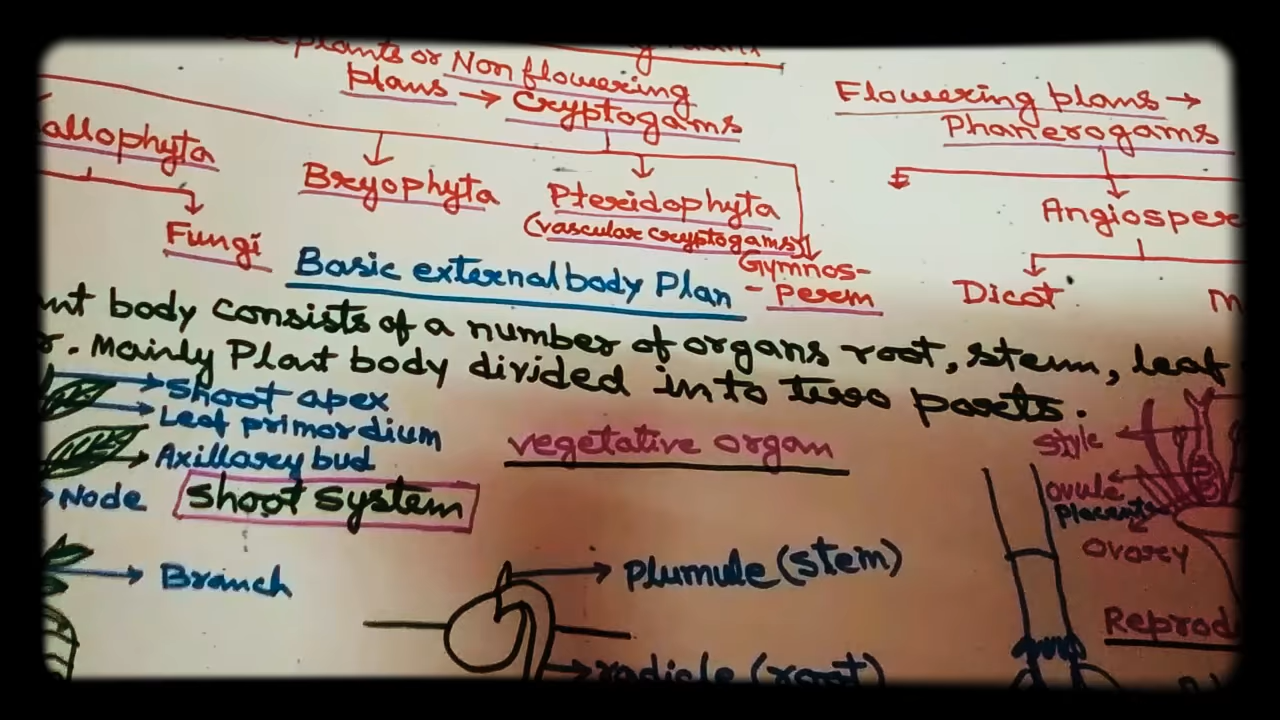 plants or Non flowering
plans → Cryptogams
Flowering plans →
Phanerogams
allophyta
Bryophyta
Pteridophyta
(vascular cryptogams)
Gymnos-
- perm
Angiosper
Fungi
Dicot
M
Basic external body Plan
nt body consists of a number of organs root, stem, leaf
r. Mainly Plant body divided into two parts.
Shoot apex
Leaf primordium
Axillary bud
Node
Shoot System
Branch
vegetative organ
plumule (stem)
radicle (root)
style
ovule
Placenta
ovary
Reprod